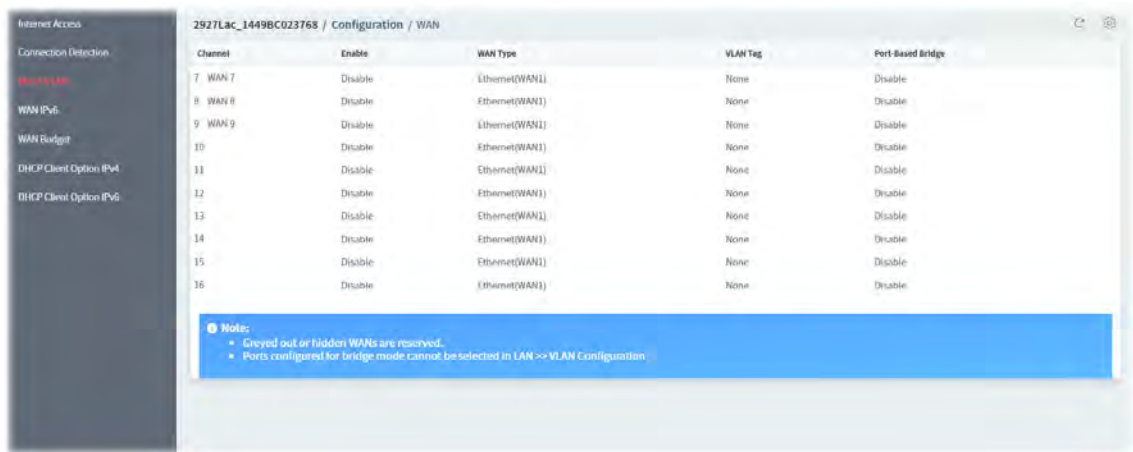 2927Lac_1449BC023768 / Configuration / WAN
Internet Access
Connection Detection
Multi-VLAN
WAN IPv6
WAN Budget
DHCP Client Option IPv4
DHCP Client Option IPv6
Channel Enable WAN Type VLAN Tag Port-Based Bridge
7 WAN 7 Disable Ethernet(WAN1) None Disable
8 WAN 8 Disable Ethernet(WAN1) None Disable
9 WAN 9 Disable Ethernet(WAN1) None Disable
10 Disable Ethernet(WAN1) None Disable
11 Disable Ethernet(WAN1) None Disable
12 Disable Ethernet(WAN1) None Disable
13 Disable Ethernet(WAN1) None Disable
14 Disable Ethernet(WAN1) None Disable
15 Disable Ethernet(WAN1) None Disable
16 Disable Ethernet(WAN1) None Disable
Note:
Greyed out or hidden WANs are reserved.
Ports configured for bridge mode cannot be selected in LAN >> VLAN Configuration